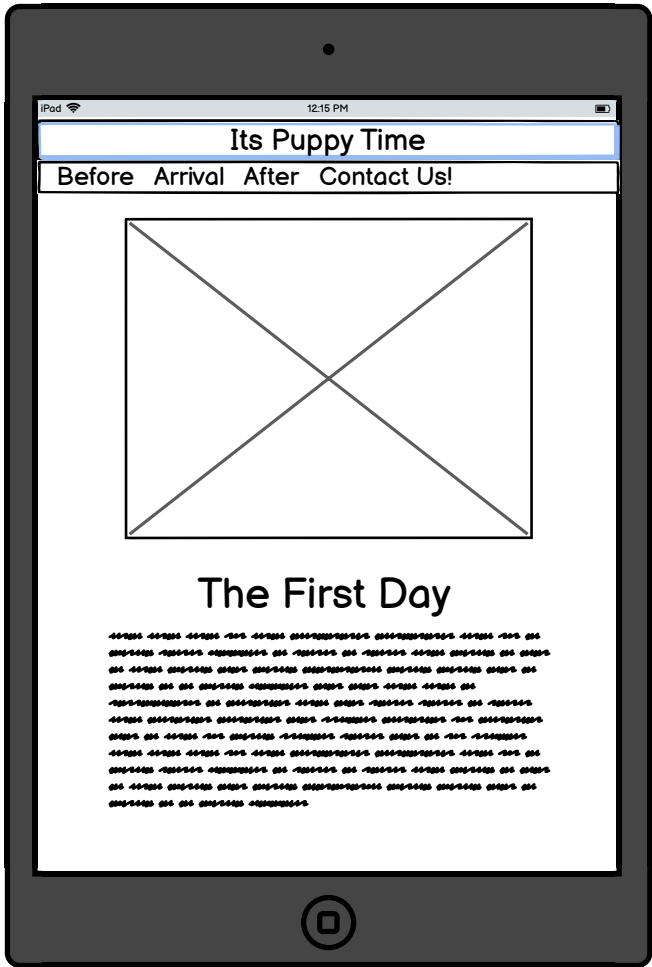 iPad 12:15 PM
Its Puppy Time
Before Arrival After Contact Us!
The First Day